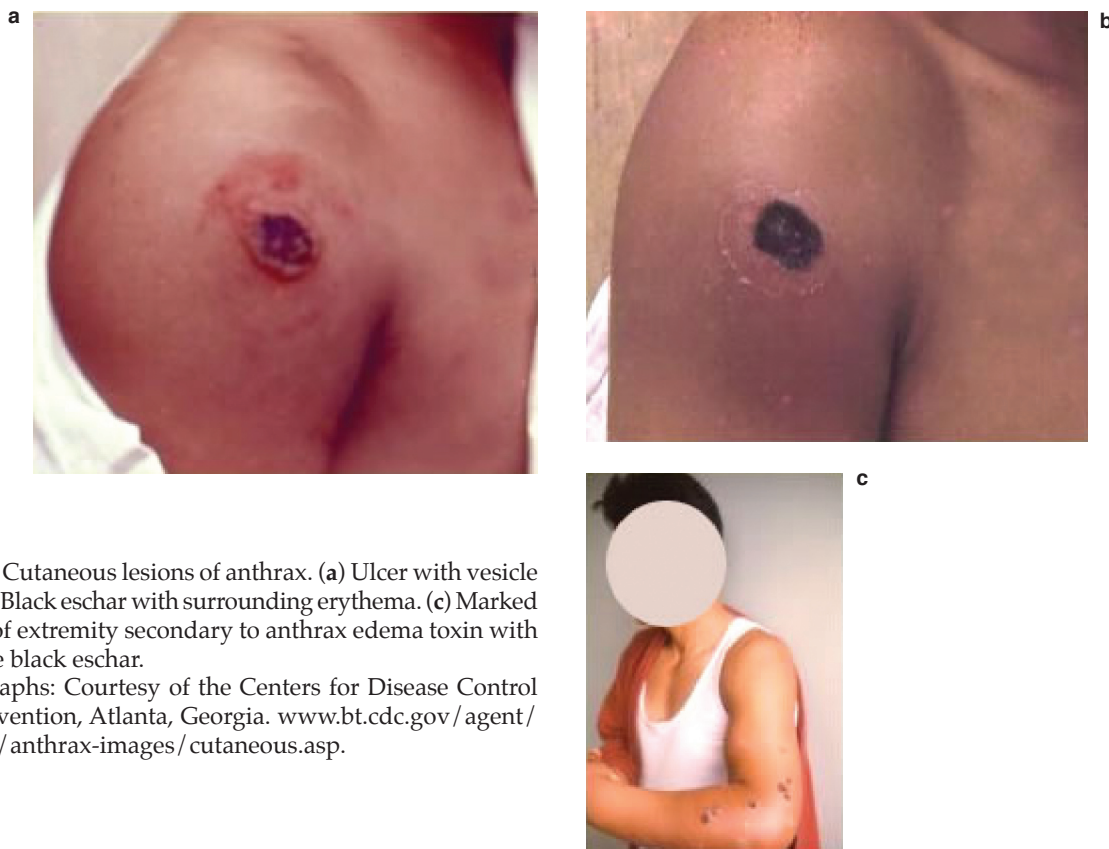 a
b
c
Cutaneous lesions of anthrax. (a) Ulcer with vesicle
Black eschar with surrounding erythema. (c) Marked
of extremity secondary to anthrax edema toxin with
black eschar.
Courtesy of the Centers for Disease Control
Atlanta, Georgia. www.bt.cdc.gov/agent/
/anthrax-images/cutaneous.asp.